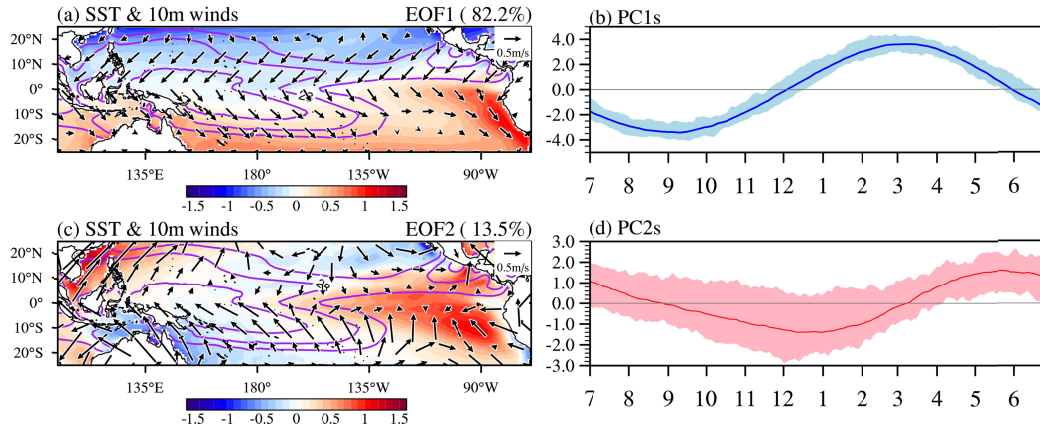 (a) SST & 10m winds EOF1 ( 82.2%)
20°N
10°N
0°
10°S
20°S
0.5m/s
135°E 180° 135°W 90°W
-1.5 -1 -0.5 0 0.5 1 1.5
(b) PC1s
4.0
2.0
0.0
-2.0
-4.0
7 8 9 10 11 12 1 2 3 4 5 6
(c) SST & 10m winds EOF2 ( 13.5%)
20°N
10°N
0°
10°S
20°S
0.5m/s
135°E 180° 135°W 90°W
-1.5 -1 -0.5 0 0.5 1 1.5
(d) PC2s
3.0
2.0
1.0
0.0
-1.0
-2.0
-3.0
7 8 9 10 11 12 1 2 3 4 5 6